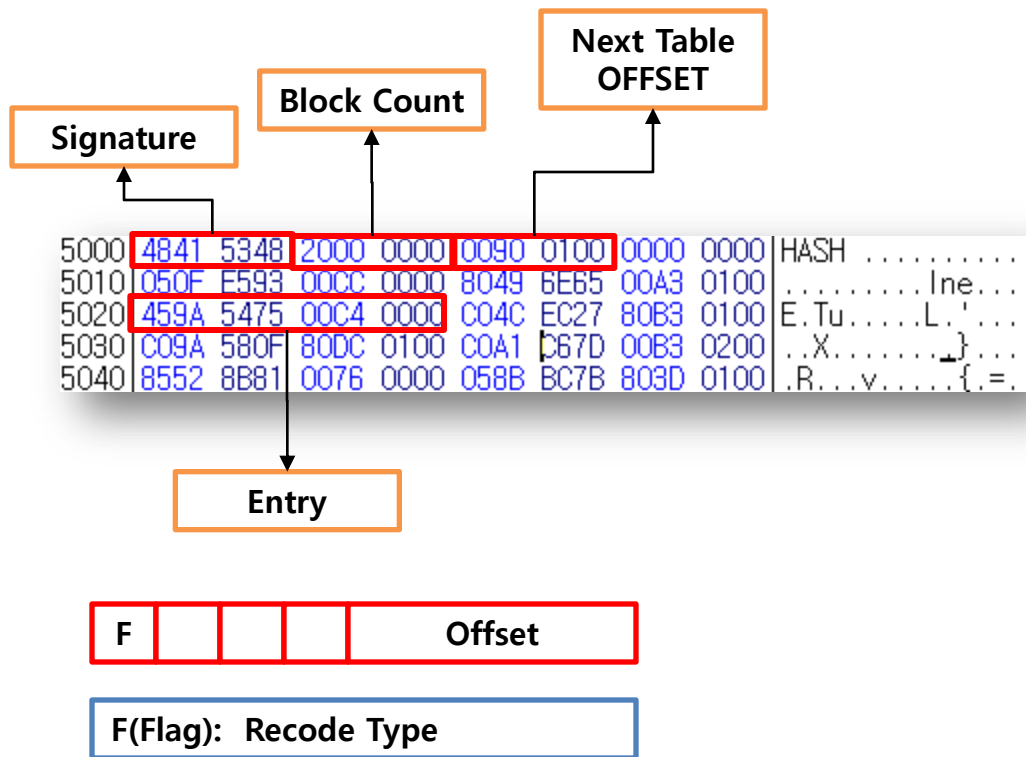 Next Table
OFFSET
Block Count
Signature
5000 4841 5348 2000 0000 0090 0100 0000 0000 HASH ..........
5010 050F E593 00CC 0000 8049 6E65 00A3 0100 .........Ine...
5020 459A 5475 00C4 0000 C04C EC27 80B3 0100 E.Tu.....L.'....
5030 C09A 580F 80DC 0100 C0A1 C67D 00B3 0200 ..X........}....
5040 8552 8B81 0076 0000 058B BC7B 803D 0100 .R...v.....{.=.
Entry
F Offset
F(Flag): Recode Type